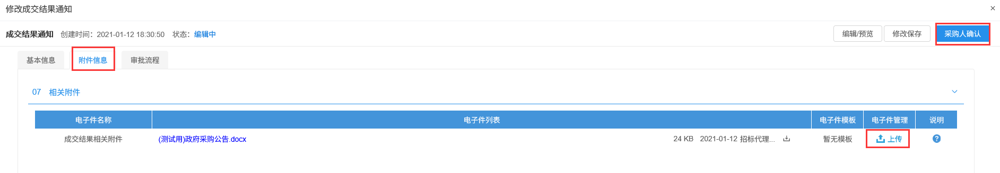 修改成交结果通知
×
成交结果通知 创建时间：2021-01-12 18:30:50 状态：编辑中 编辑/预览 修改保存 采购人确认
基本信息 附件信息 审批流程
07 相关附件
电子件名称 电子件列表 电子件模板 电子件管理 说明
成交结果相关附件 (测试用)政府采购公告.docx 24 KB 2021-01-12 招标代理... 暂无模板 上传 ?